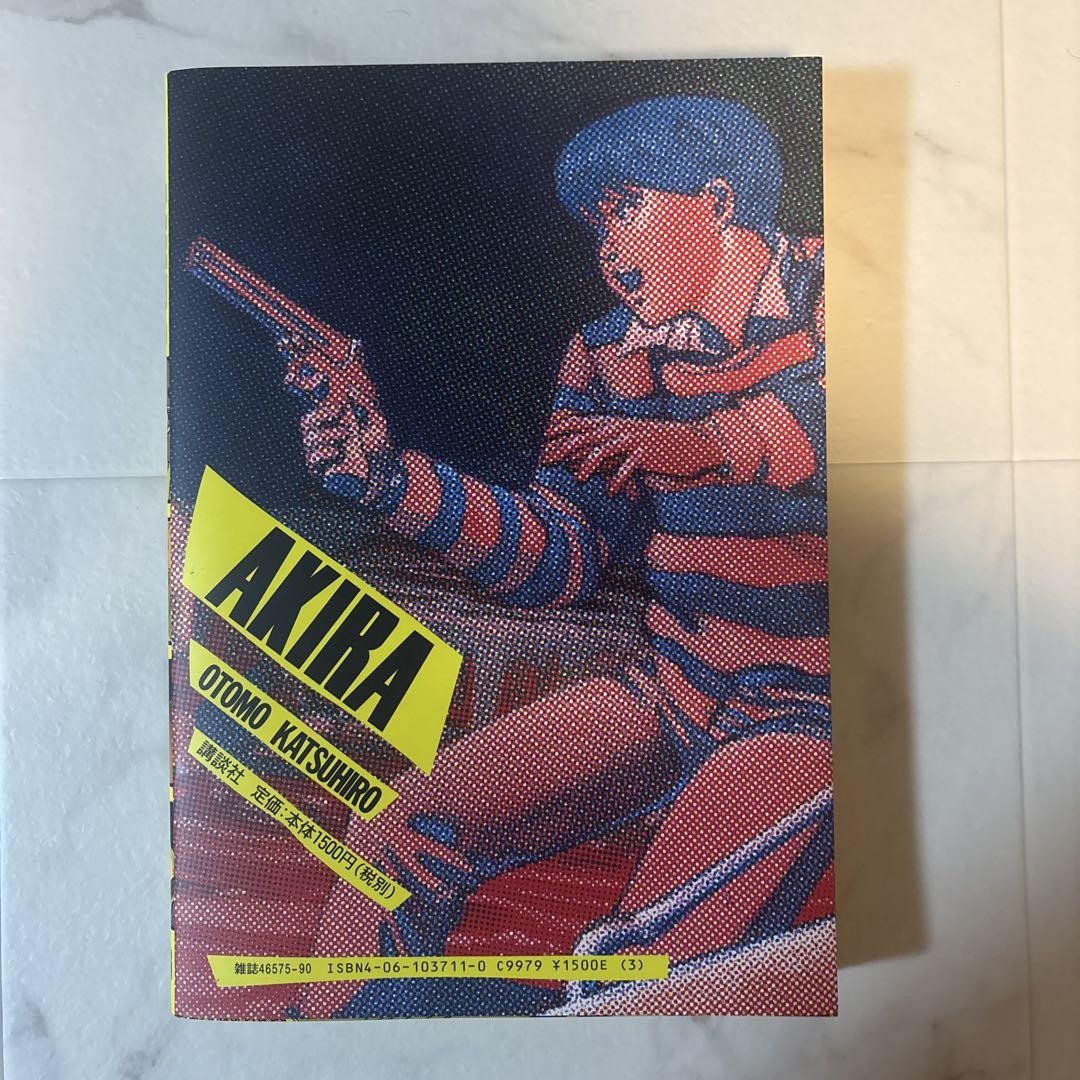 AKIRA
OTOMO KATSUHIRO
講談社 定価:本体1500円(税別)
雑誌46575-90 ISBN4-06-103711-0 C9979 ¥1500E (3)